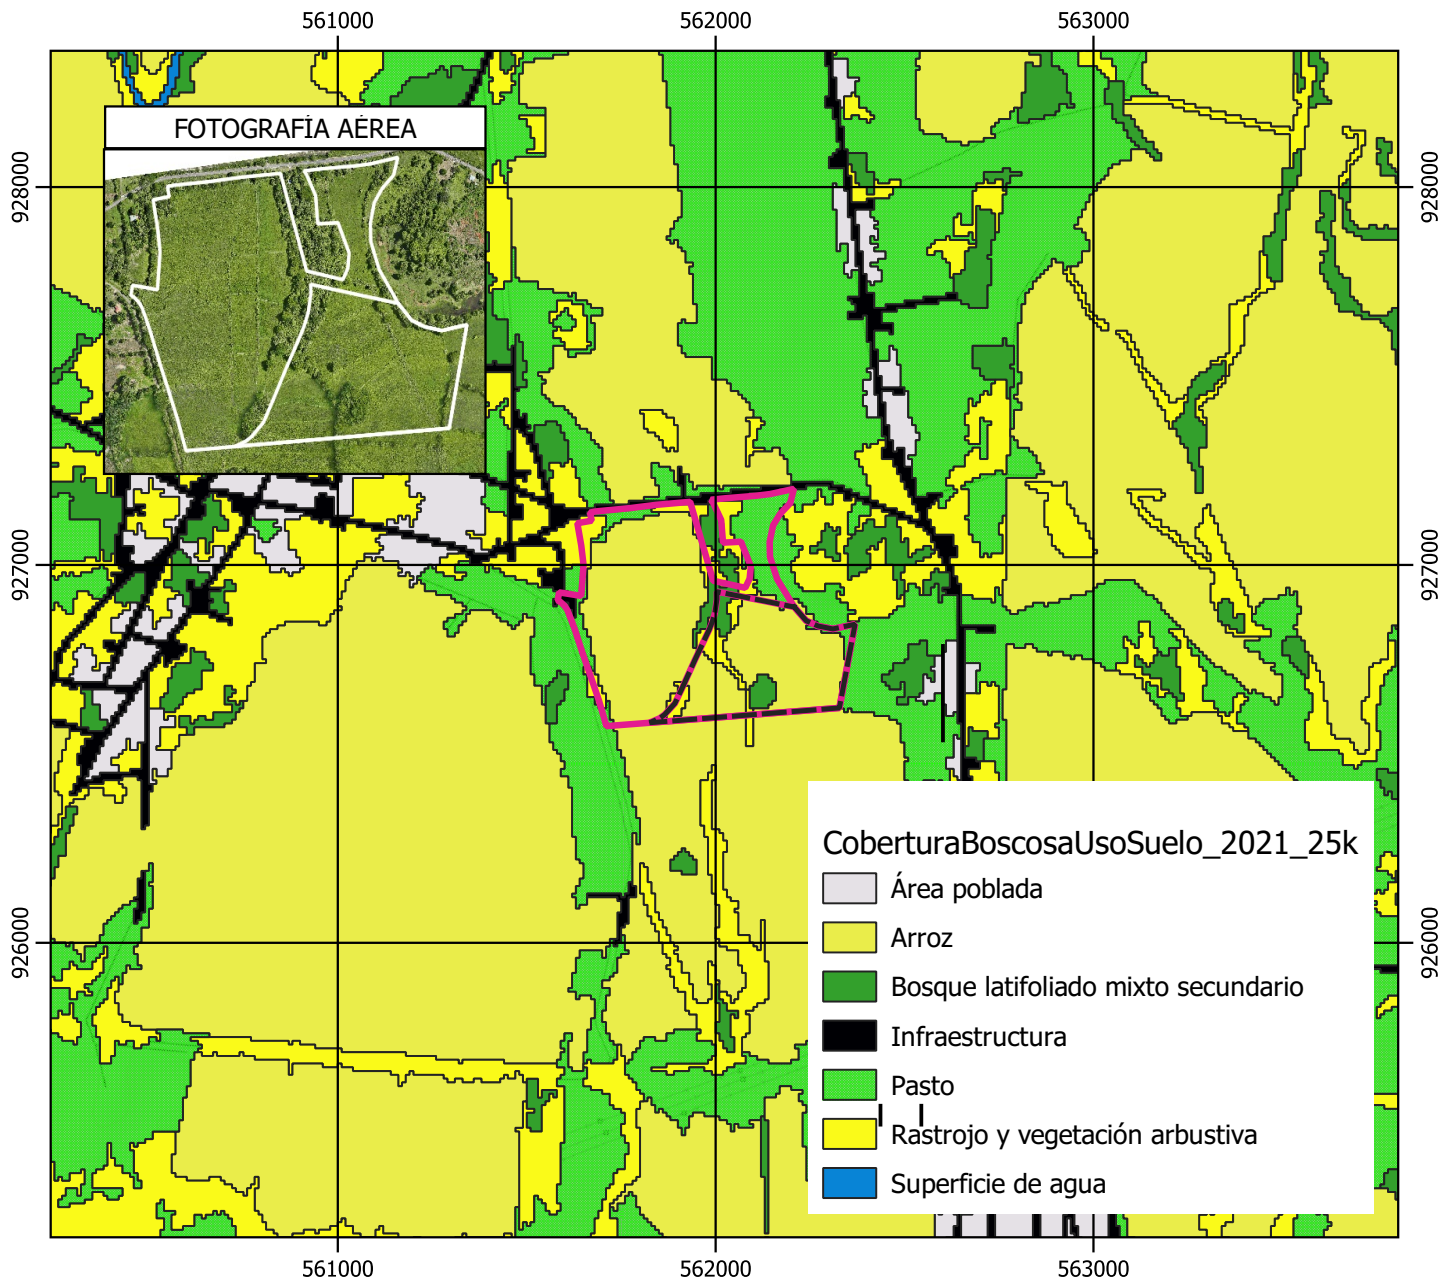 561000
562000
563000
FOTOGRAFÍA AÉREA
928000
928000
927000
927000
926000
926000
CoberturaBoscosaUsoSuelo_2021_25k
Área poblada
Arroz
Bosque latifoliado mixto secundario
Infraestructura
Pasto
Rastrojo y vegetación arbustiva
Superficie de agua
561000
562000
563000